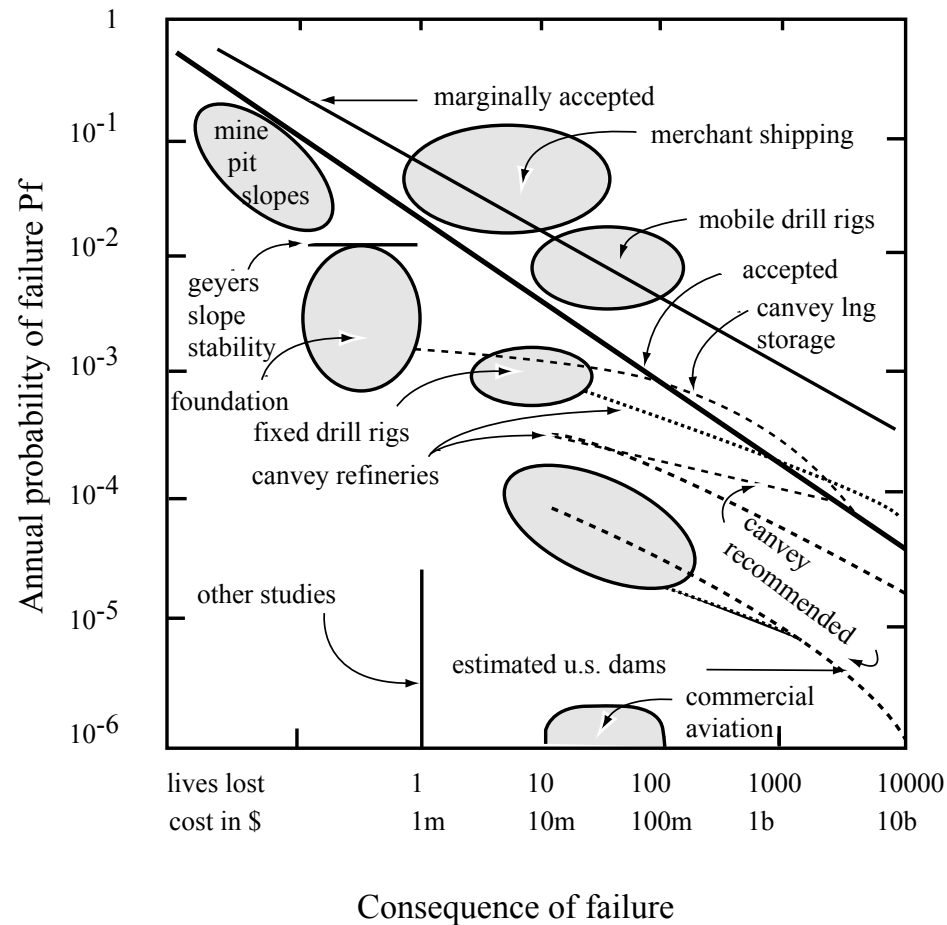 1
marginally accepted
10-1
mine
pit
slopes
merchant shipping
mobile drill rigs
10-2
accepted
geyers
slope
stability
canvey lng
storage
10-3
foundation
fixed drill rigs
canvey refineries
10-4
canvey
recommended
other studies
10-5
estimated u.s. dams
commercial
aviation
10-6
Annual probability of failure Pf
lives lost 1 10 100 1000 10000
cost in $ 1m 10m 100m 1b 10b
Consequence of failure